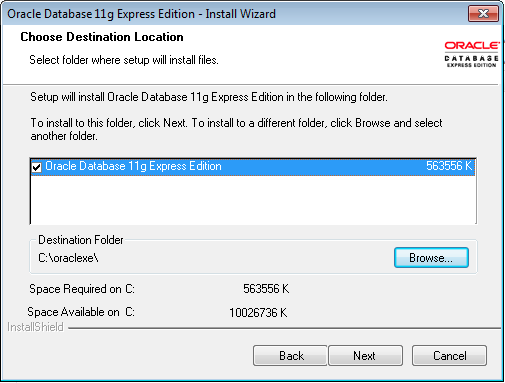 Oracle Database 11g Express Edition - Install Wizard
Choose Destination Location
Select folder where setup will install files.
ORACLE
DATABASE
EXPRESS EDITION
Setup will install Oracle Database 11g Express Edition in the following folder.
To install to this folder, click Next. To install to a different folder, click Browse and select
another folder.
Oracle Database 11g Express Edition 563556 K
Destination Folder
C:\oraclexe\
Browse...
Space Required on C: 563556 K
Space Available on C: 10026736 K
InstallShield
Back Next Cancel